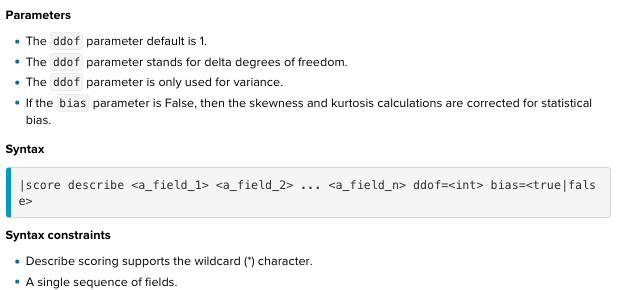 Parameters
The ddof parameter default is 1.
The ddof parameter stands for delta degrees of freedom.
The ddof parameter is only used for variance.
If the bias parameter is False, then the skewness and kurtosis calculations are corrected for statistical
bias.
Syntax
|score describe <a_field_1> <a_field_2> ... <a_field_n> ddof=<int> bias=<true|fals
e>
Syntax constraints
Describe scoring supports the wildcard (*) character.
A single sequence of fields.